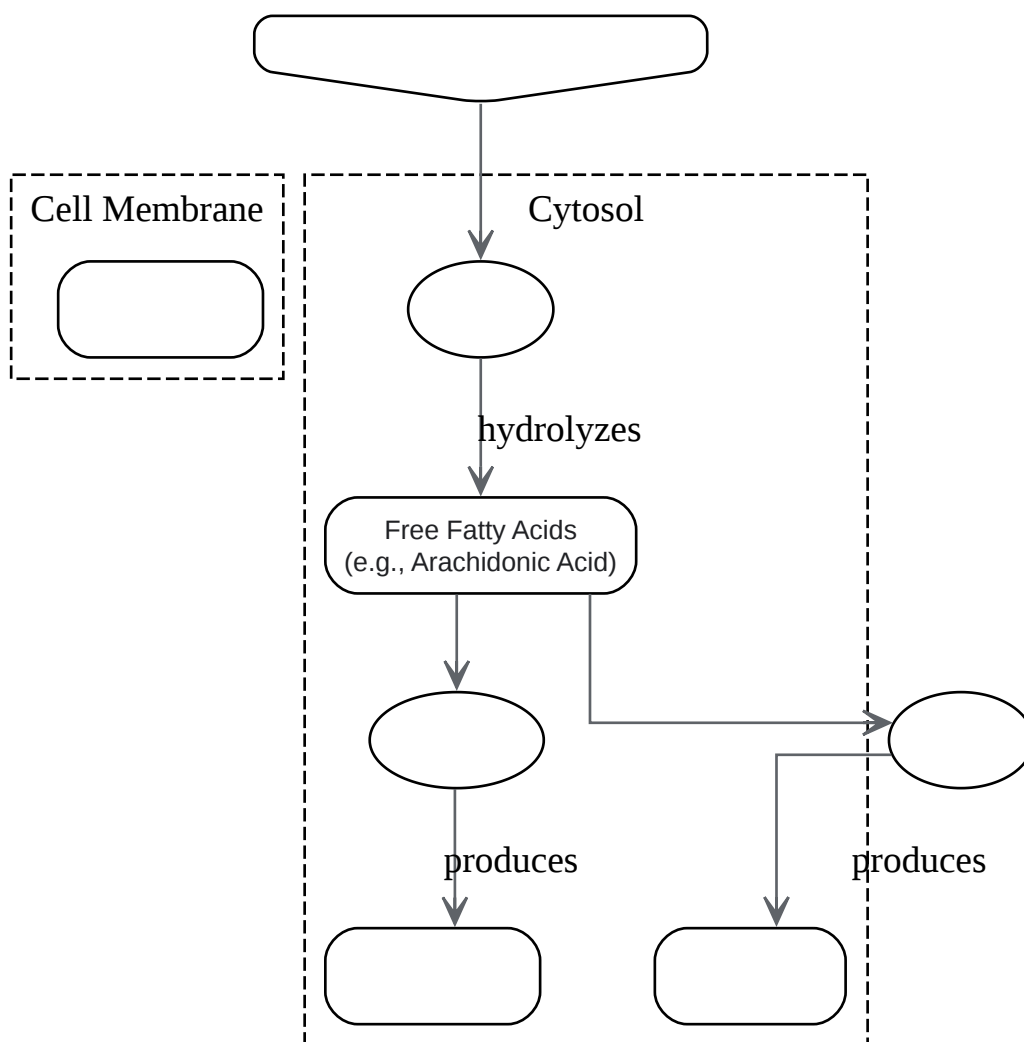 Cell Membrane
Cytosol
hydrolyzes
Free Fatty Acids
(e.g., Arachidonic Acid)
produces
produces